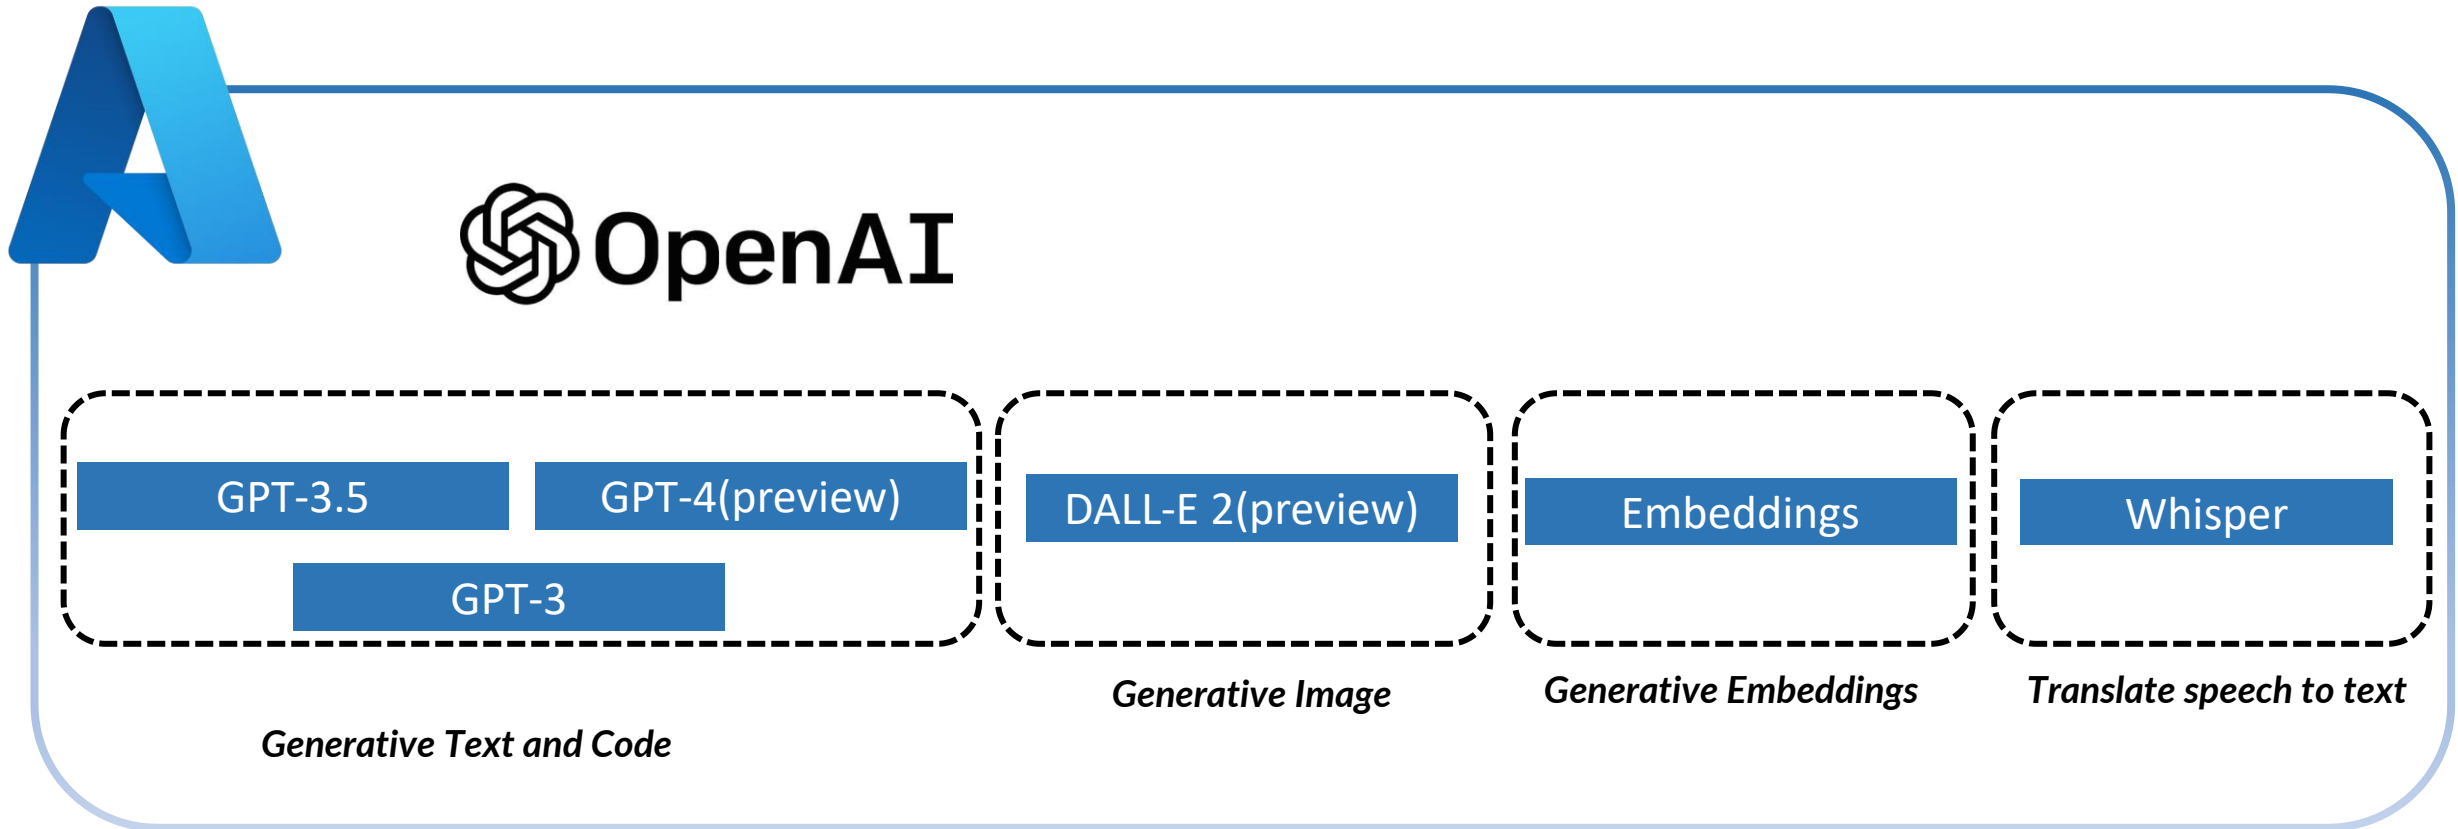 OpenAI
GPT-3.5
GPT-4(preview)
GPT-3
DALL-E 2(preview)
Embeddings
Whisper
Generative Text and Code
Generative Image
Generative Embeddings
Translate speech to text